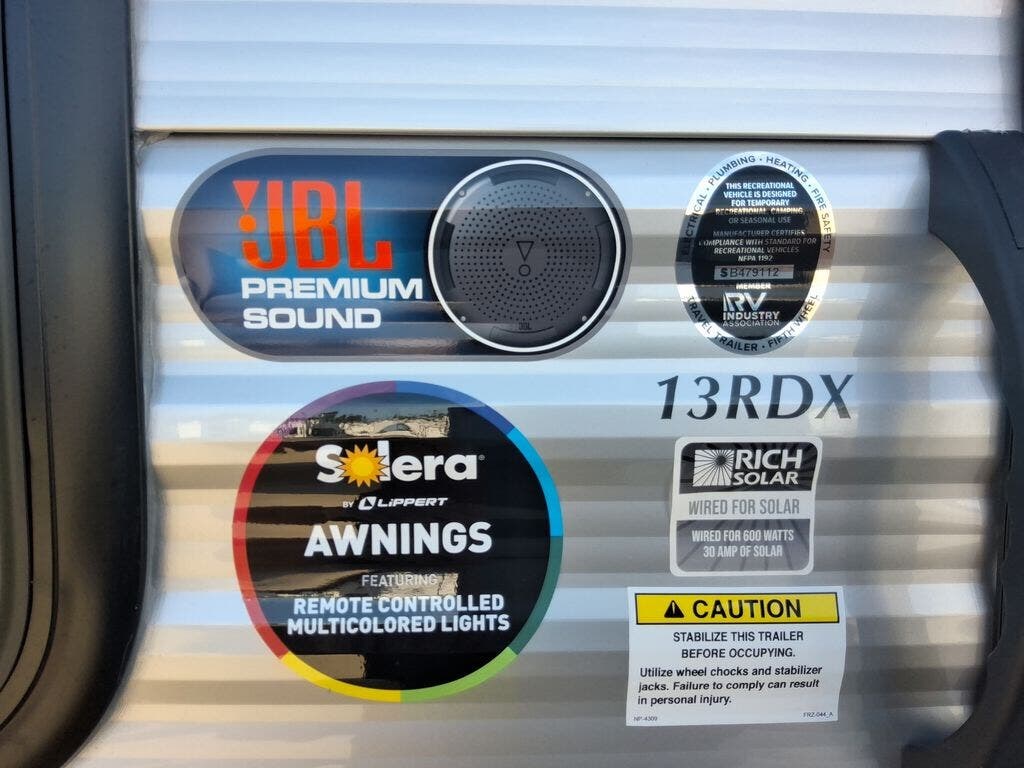 JBL
PREMIUM
SOUND
JBL
ELECTRICAL • PLUMBING • HEATING • FIRE SAFETY
THIS RECREATIONAL
VEHICLE IS DESIGNED
FOR TEMPORARY
RECREATIONAL CAMPING
OR SEASONAL USE
MANUFACTURER CERTIFIES
COMPLIANCE WITH STANDARD FOR
RECREATIONAL VEHICLES
NFPA 1192
SB479112
MEMBER
RV
INDUSTRY
ASSOCIATION
TRAVEL TRAILER • FIFTH WHEEL
13RDX
Solera®
BY LIPPERT
AWNINGS
FEATURING
REMOTE CONTROLLED
MULTICOLORED LIGHTS
RICH
SOLAR
WIRED FOR SOLAR
WIRED FOR 600 WATTS
30 AMP OF SOLAR
CAUTION
STABILIZE THIS TRAILER
BEFORE OCCUPYING.
Utilize wheel chocks and stabilizer
jacks. Failure to comply can result
in personal injury.
NP-4309 FRZ-044_A